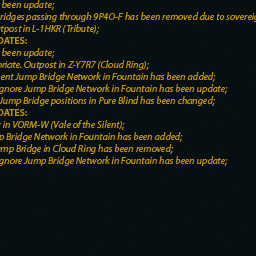 been update;
ridges passing through 9P4O-F has been removed due to sovereig
tpost in L-1HKR (Tribute);
DATES:
been update;
priate. Outpost in Z-Y7R7 (Cloud Ring);
ent Jump Bridge Network in Fountain has been added;
gnore Jump Bridge Network in Fountain has been update;
Jump Bridge positions in Pure Blind has been changed;
DATES:
in VORM-W (Vale of the Silent);
p Bridge Network in Fountain has been added;
ump Bridge in Cloud Ring has been removed;
gnore Jump Bridge Network in Fountain has been update;